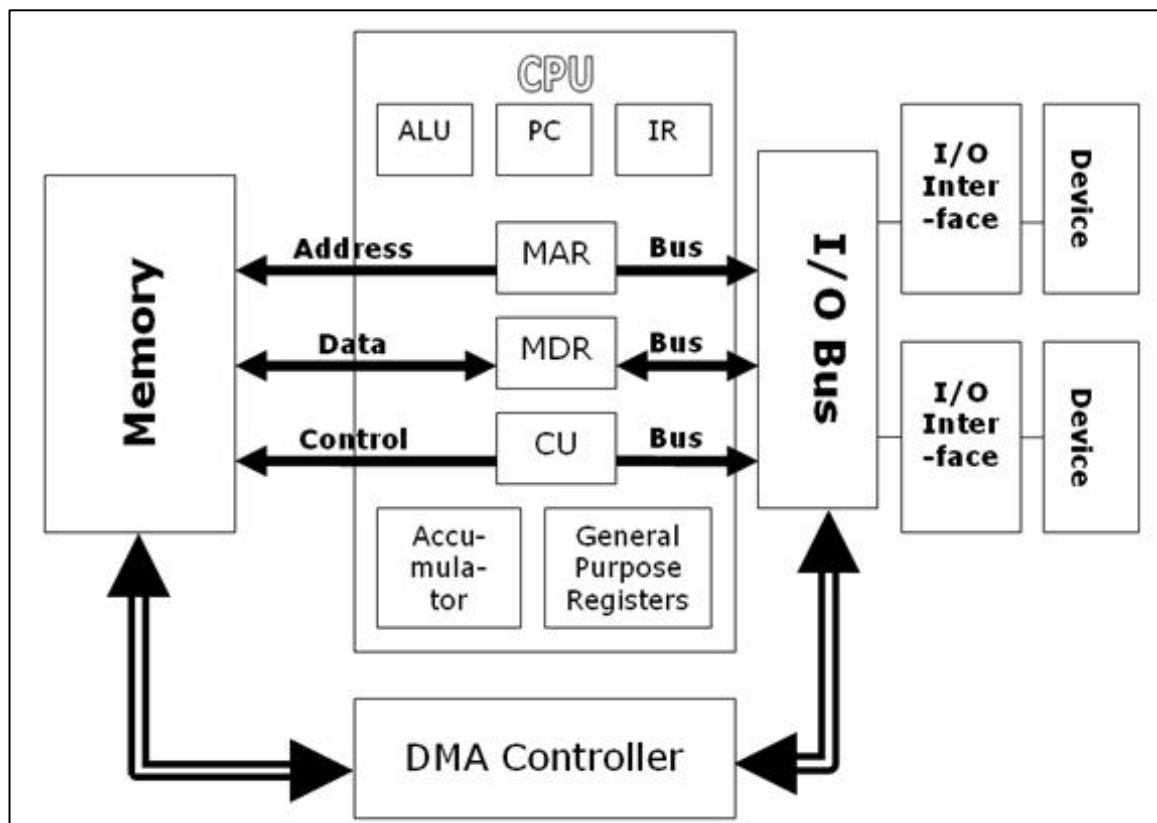 CPU
ALU
PC
IR
Memory
Address
MAR
Bus
Data
MDR
Bus
Control
CU
Bus
Accu-
mula-
tor
General
Purpose
Registers
I/O Bus
I/O
Inter
-face
Device
I/O
Inter
-face
Device
DMA Controller